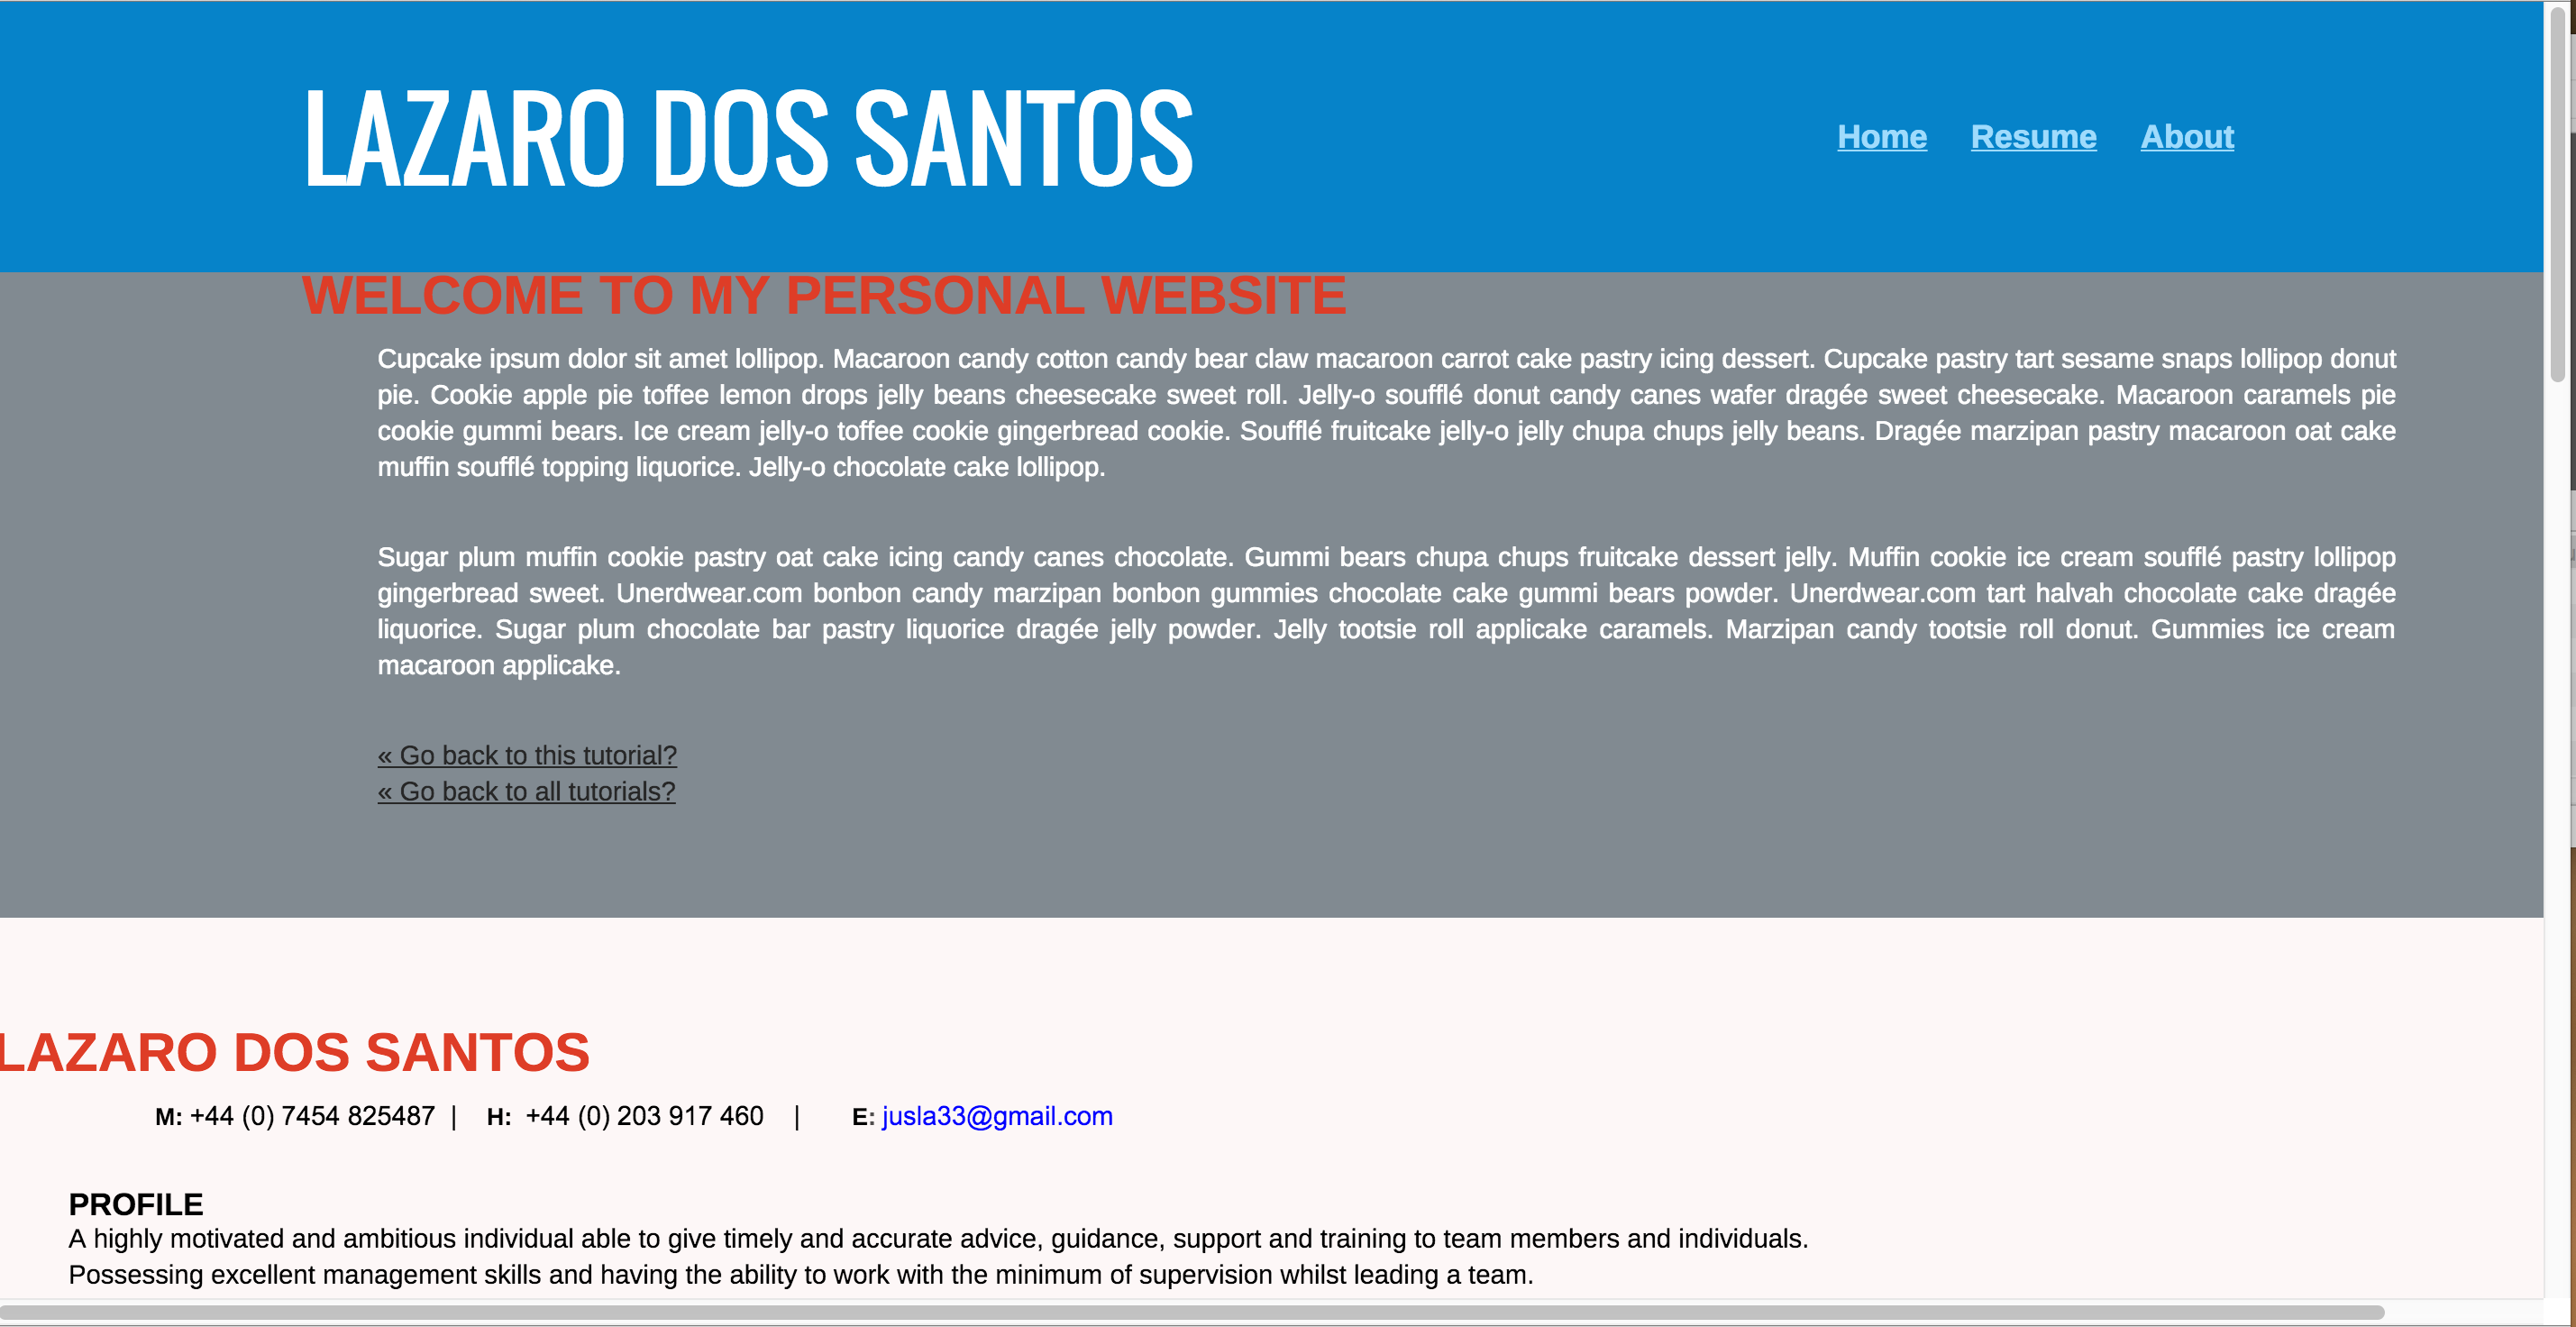 LAZARO DOS SANTOS
Home Resume About
WELCOME TO MY PERSONAL WEBSITE
Cupcake ipsum dolor sit amet lollipop. Macaroon candy cotton candy bear claw macaroon carrot cake pastry icing dessert. Cupcake pastry tart sesame snaps lollipop donut
pie. Cookie apple pie toffee lemon drops jelly beans cheesecake sweet roll. Jelly-o soufflé donut candy canes wafer dragée sweet cheesecake. Macaroon caramels pie
cookie gummi bears. Ice cream jelly-o toffee cookie gingerbread cookie. Soufflé fruitcake jelly-o jelly chupa chups jelly beans. Dragée marzipan pastry macaroon oat cake
muffin soufflé topping liquorice. Jelly-o chocolate cake lollipop.
Sugar plum muffin cookie pastry oat cake icing candy canes chocolate. Gummi bears chupa chups fruitcake dessert jelly. Muffin cookie ice cream soufflé pastry lollipop
gingerbread sweet. Unerdwear.com bonbon candy marzipan bonbon gummies chocolate cake gummi bears powder. Unerdwear.com tart halvah chocolate cake dragée
liquorice. Sugar plum chocolate bar pastry liquorice dragée jelly powder. Jelly tootsie roll applicake caramels. Marzipan candy tootsie roll donut. Gummies ice cream
macaroon applicake.
« Go back to this tutorial?
« Go back to all tutorials?
LAZARO DOS SANTOS
M: +44 (0) 7454 825487 | H: +44 (0) 203 917 460 | E: jusla33@gmail.com
PROFILE
A highly motivated and ambitious individual able to give timely and accurate advice, guidance, support and training to team members and individuals.
Possessing excellent management skills and having the ability to work with the minimum of supervision whilst leading a team.